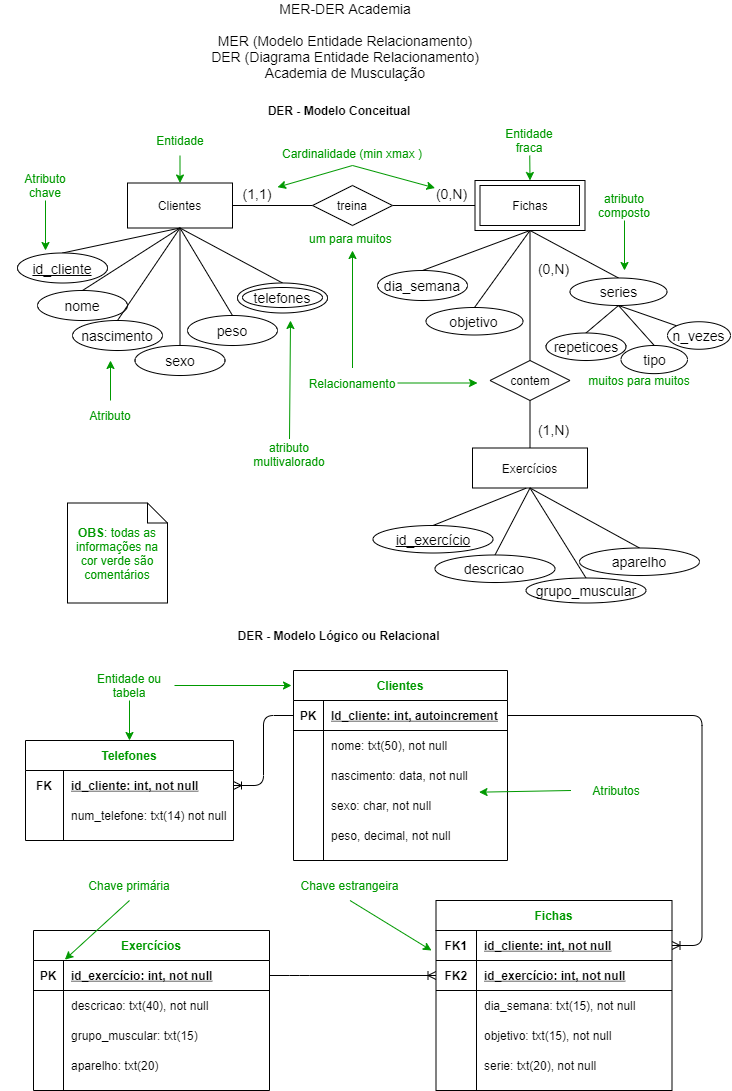 MER-DER Academia
MER (Modelo Entidade Relacionamento)
DER (Diagrama Entidade Relacionamento)
Academia de Musculação
DER - Modelo Conceitual
Entidade
Cardinalidade (min xmax )
Entidade
fraca
Atributo
chave
atributo
composto
Clientes
(1,1)
treina
(0,N)
Fichas
um para muitos
id_cliente
nome
nascimento
sexo
peso
telefones
dia_semana
objetivo
(0,N)
series
repeticoes
tipo
n_vezes
muitos para muitos
Relacionamento
contem
Atributo
atributo
multivalorado
(1,N)
Exercícios
id_exercício
descricao
grupo_muscular
aparelho
OBS: todas as
informações na
cor verde são
comentários
DER - Modelo Lógico ou Relacional
Entidade ou
tabela
Clientes
PK Id_cliente: int, autoincrement
nome: txt(50), not null
nascimento: data, not null
sexo: char, not null
peso, decimal, not null
Atributos
Telefones
FK id_cliente: int, not null
num_telefone: txt(14) not null
Chave primária
Chave estrangeira
Exercícios
PK id_exercício: int, not null
descricao: txt(40), not null
grupo_muscular: txt(15)
aparelho: txt(20)
Fichas
FK1 id_cliente: int, not null
FK2 id_exercício: int, not null
dia_semana: txt(15), not null
objetivo: txt(15), not null
serie: txt(20), not null